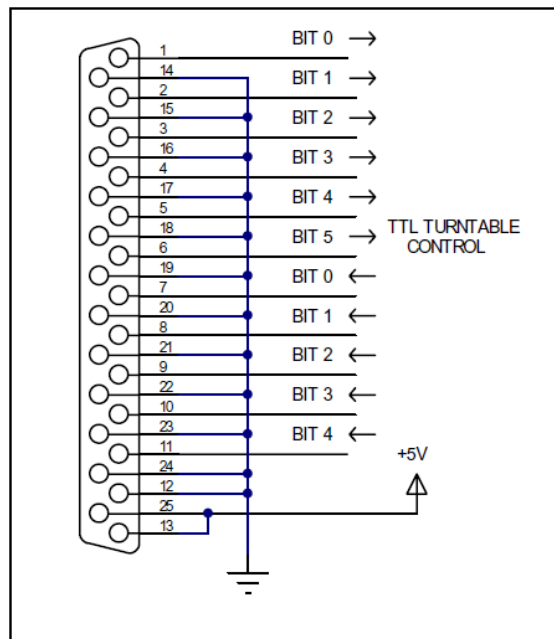 BIT 0 →
1
14
BIT 1 →
2
15
BIT 2 →
3
16
BIT 3 →
4
17
BIT 4 →
5
18
BIT 5 →
TTL TURNTABLE
CONTROL
6
19
BIT 0 ←
7
20
BIT 1 ←
8
21
BIT 2 ←
9
22
BIT 3 ←
10
23
BIT 4 ←
11
+5V
24
12
25
13